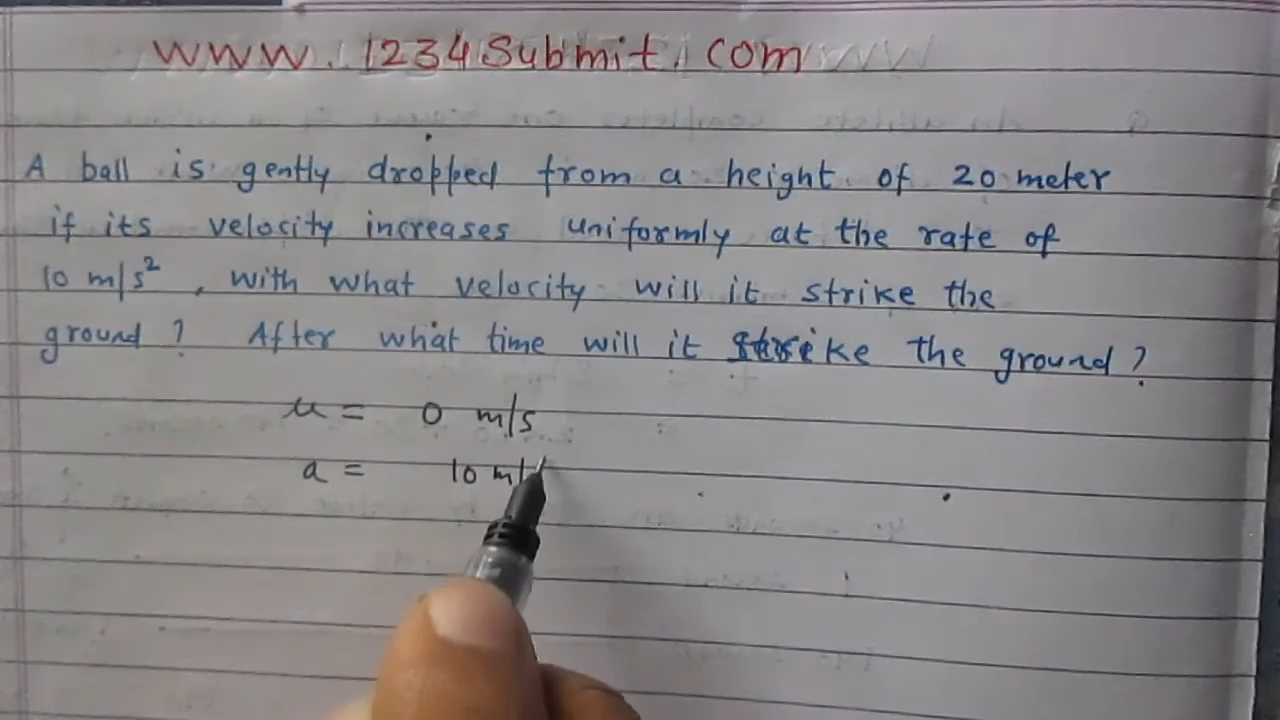 www.1234Submit.com
A ball is gently dropped from a height of 20 meter
if its velocity increases uniformly at the rate of
10 m/s², with what velocity will it strike the
ground? After what time will it strike the ground?
u = 0 m/s
a = 10 m/